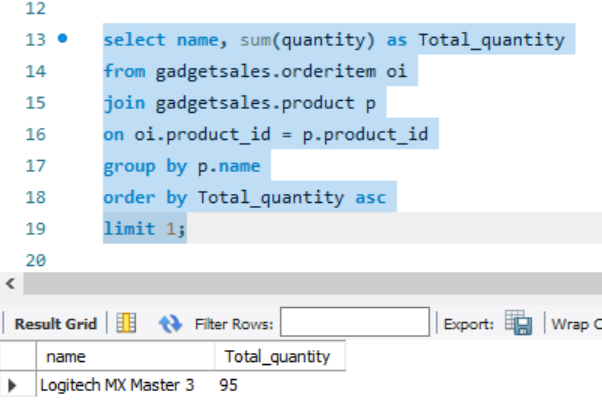 12
13 select name, sum(quantity) as Total_quantity
14 from gadgetsales.orderitem oi
15 join gadgetsales.product p
16 on oi.product_id = p.product_id
17 group by p.name
18 order by Total_quantity asc
19 limit 1;
20
Result Grid Filter Rows: Export: Wrap C
name Total_quantity
Logitech MX Master 3 95